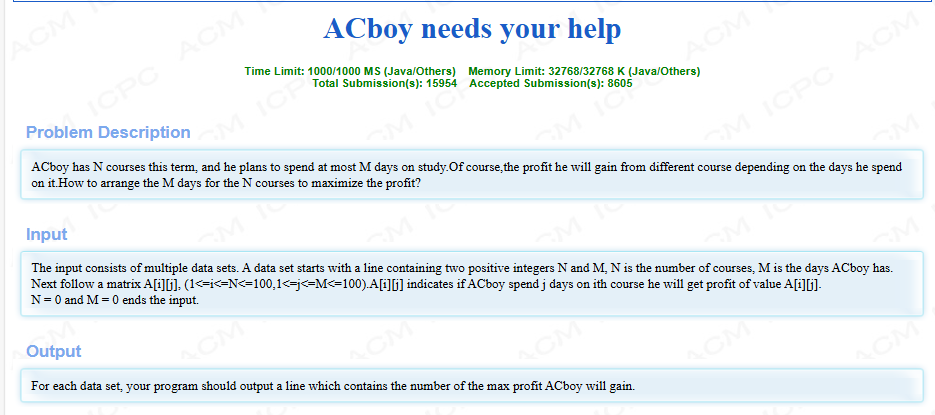 ACboy needs your help
Time Limit: 1000/1000 MS (Java/Others) Memory Limit: 32768/32768 K (Java/Others)
Total Submission(s): 15954 Accepted Submission(s): 8605
Problem Description
ACboy has N courses this term, and he plans to spend at most M days on study.Of course,the profit he will gain from different course depending on the days he spend
on it.How to arrange the M days for the N courses to maximize the profit?
Input
The input consists of multiple data sets. A data set starts with a line containing two positive integers N and M, N is the number of courses, M is the days ACboy has.
Next follow a matrix A[i][j], (1<=i<=N<=100,1<=j<=M<=100).A[i][j] indicates if ACboy spend j days on ith course he will get profit of value A[i][j].
N = 0 and M = 0 ends the input.
Output
For each data set, your program should output a line which contains the number of the max profit ACboy will gain.